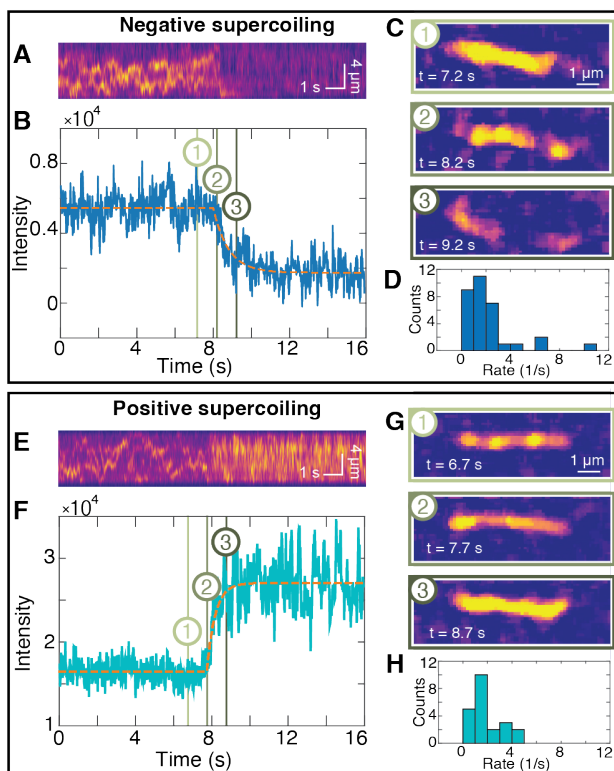 Negative supercoiling
A
1 s
4 µm
B
×10⁴
0.8
0.4
0
Intensity
1
2
3
0 4 8 12 16
Time (s)
C
1
t = 7.2 s
1 µm
2
t = 8.2 s
3
t = 9.2 s
D
12
8
4
0
Counts
0 4 8 12
Rate (1/s)
Positive supercoiling
E
1 s
4 µm
F
×10⁴
3
2
1
Intensity
1
2
3
0 4 8 12 16
Time (s)
G
1
t = 6.7 s
1 µm
2
t = 7.7 s
3
t = 8.7 s
H
12
8
4
0
Counts
0 4 8 12
Rate (1/s)